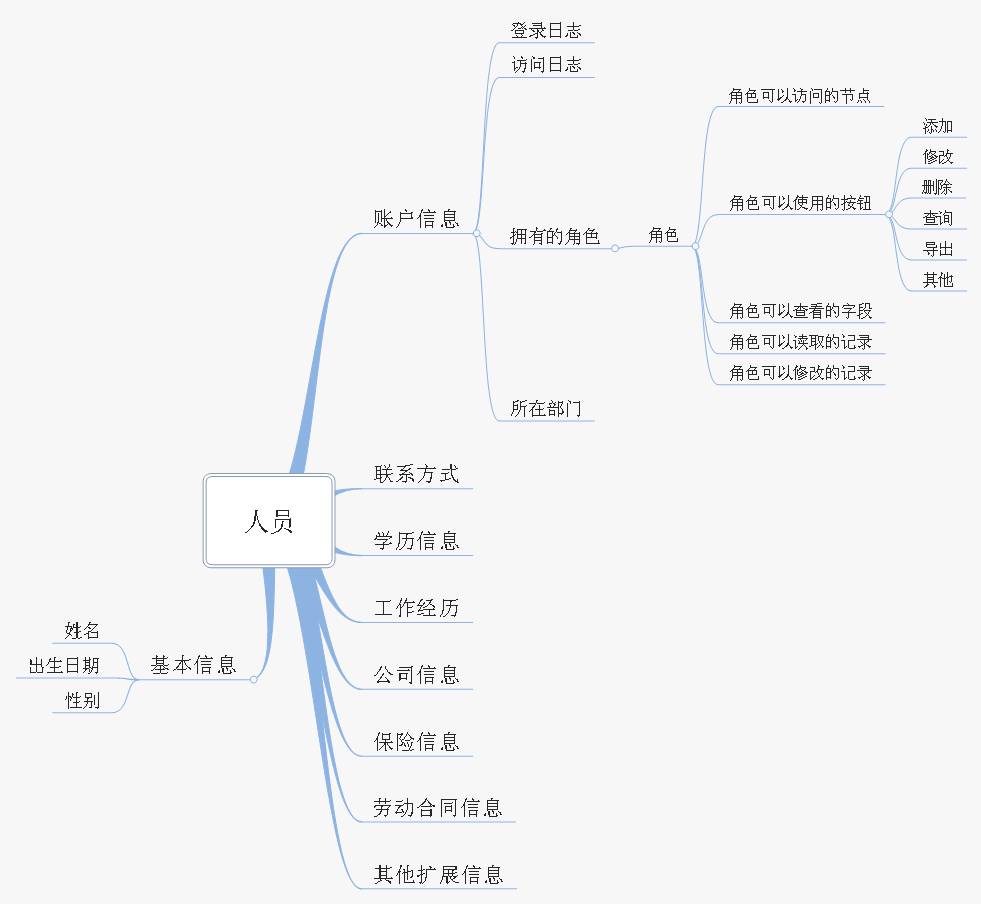 登录日志
访问日志
角色可以访问的节点
添加
修改
删除
角色可以使用的按钮
查询
账户信息
拥有的角色
角色
导出
其他
角色可以查看的字段
角色可以读取的记录
角色可以修改的记录
所在部门
联系方式
人员
学历信息
工作经历
姓名
出生日期
基本信息
性别
公司信息
保险信息
劳动合同信息
其他扩展信息